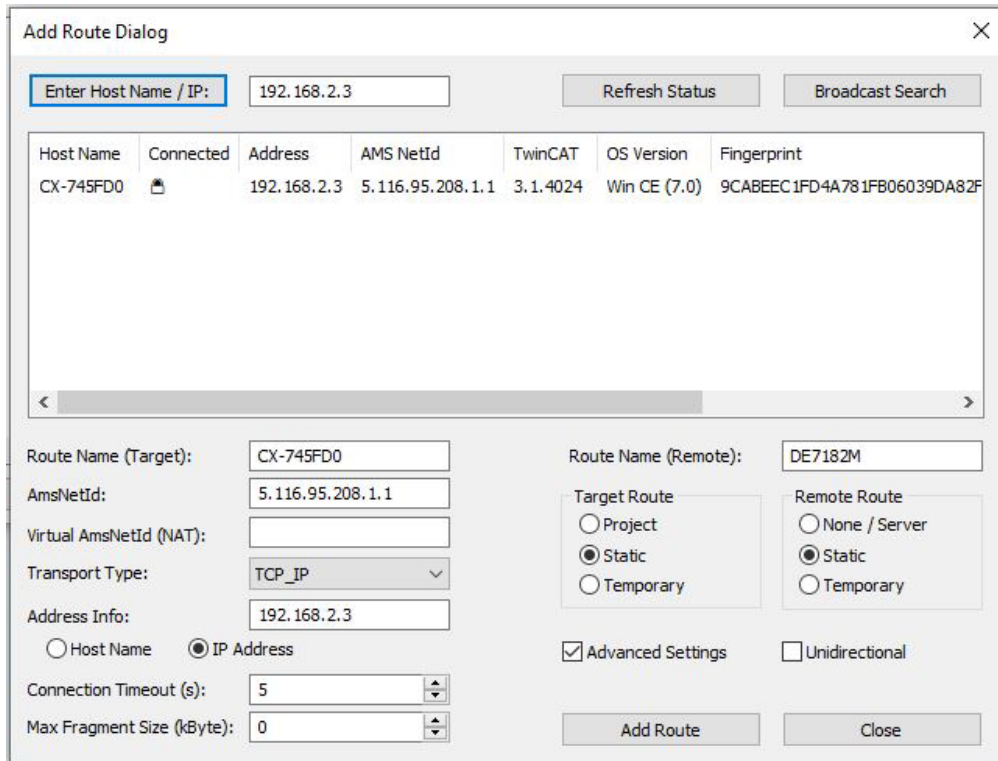 Add Route Dialog
Enter Host Name / IP: 192.168.2.3 Refresh Status Broadcast Search
Host Name Connected Address AMS NetId TwinCAT OS Version Fingerprint
CX-745FD0 192.168.2.3 5.116.95.208.1.1 3.1.4024 Win CE (7.0) 9CABEEC1FD4A781FB06039DA82F
Route Name (Target): CX-745FD0 Route Name (Remote): DE7182M
AmsNetId: 5.116.95.208.1.1 Target Route Remote Route
Virtual AmsNetId (NAT): Project None / Server
Transport Type: TCP_IP Static Static
Address Info: 192.168.2.3 Temporary Temporary
Host Name IP Address Advanced Settings Unidirectional
Connection Timeout (s): 5
Max Fragment Size (kByte): 0 Add Route Close